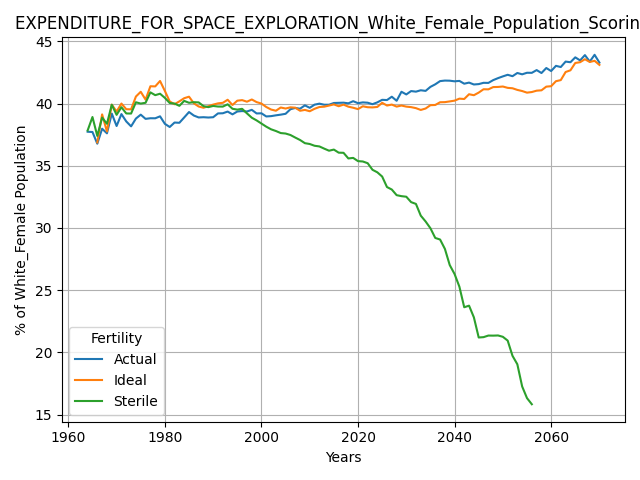 EXPENDITURE_FOR_SPACE_EXPLORATION_White_Female_Population_Scorin
45
40
35
30
25
20
15
% of White_Female Population
Fertility
Actual
Ideal
Sterile
1960 1980 2000 2020 2040 2060
Years